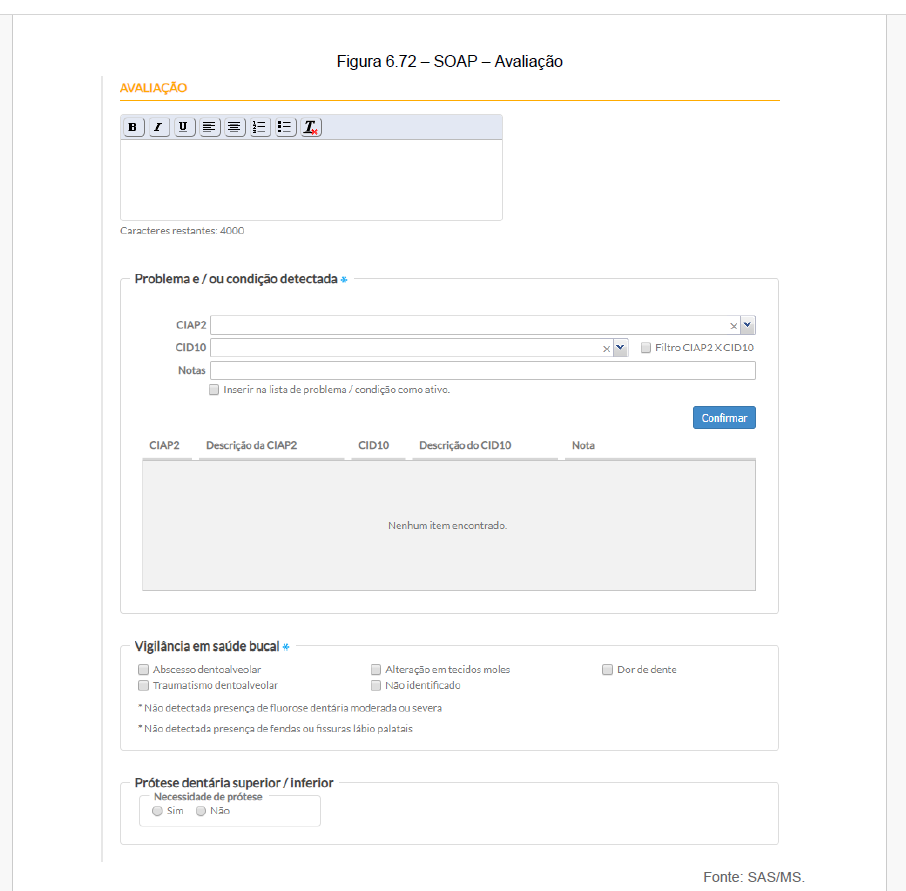 Figura 6.72 – SOAP – Avaliação
AVALIAÇÃO
B I U T
Caracteres restantes: 4000
Problema e / ou condição detectada *
CIAP2
CID10
Filtro CIAP2 X CID10
Notas
Inserir na lista de problema / condição como ativo.
Confirmar
CIAP2 Descrição da CIAP2 CID10 Descrição do CID10 Nota
Nenhum item encontrado.
Vigilância em saúde bucal *
Abscesso dentoalveolar Alteração em tecidos moles Dor de dente
Traumatismo dentoalveolar Não identificado
* Não detectada presença de fluorose dentária moderada ou severa
* Não detectada presença de fendas ou fissuras lábio palatais
Prótese dentária superior / inferior
Necessidade de prótese
Sim Não
Fonte: SAS/MS.